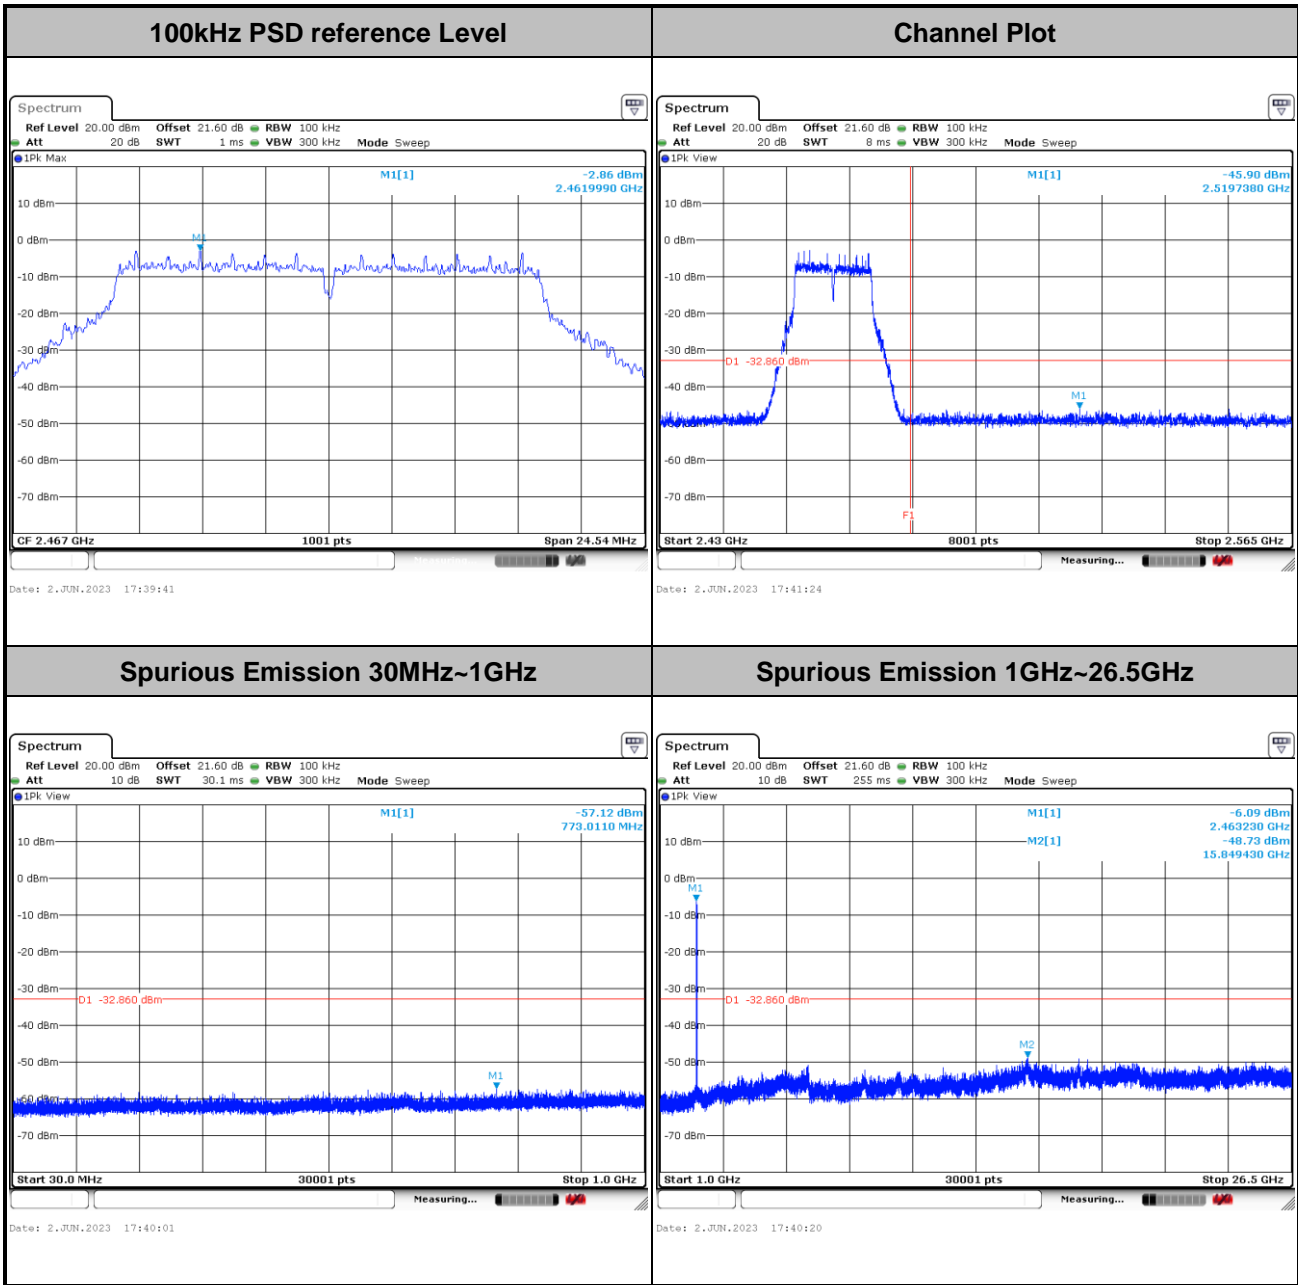 100kHz PSD reference Level
Spectrum
Ref Level 20.00 dBm Offset 21.60 dB RBW 100 kHz
Att 20 dB SWT 1 ms VBW 300 kHz Mode Sweep
1Pk Max
M1[1] -2.86 dBm
2.4619990 GHz
10 dBm
M1
0 dBm
-10 dBm
-20 dBm
-30 dBm
-40 dBm
-50 dBm
-60 dBm
-70 dBm
CF 2.467 GHz 1001 pts Span 24.54 MHz
Measuring...
Date: 2.JUN.2023 17:39:41
Channel Plot
Spectrum
Ref Level 20.00 dBm Offset 21.60 dB RBW 100 kHz
Att 20 dB SWT 8 ms VBW 300 kHz Mode Sweep
1Pk View
M1[1] -45.90 dBm
2.5197380 GHz
10 dBm
0 dBm
-10 dBm
-20 dBm
-30 dBm
D1 -32.860 dBm
-40 dBm
M1
-50 dBm
-60 dBm
-70 dBm
F1
Start 2.43 GHz 8001 pts Stop 2.565 GHz
Measuring...
Date: 2.JUN.2023 17:41:24
Spurious Emission 30MHz~1GHz
Spectrum
Ref Level 20.00 dBm Offset 21.60 dB RBW 100 kHz
Att 10 dB SWT 30.1 ms VBW 300 kHz Mode Sweep
1Pk View
M1[1] -57.12 dBm
773.0110 MHz
10 dBm
0 dBm
-10 dBm
-20 dBm
-30 dBm
D1 -32.860 dBm
-40 dBm
-50 dBm
M1
-60 dBm
-70 dBm
Start 30.0 MHz 30001 pts Stop 1.0 GHz
Measuring...
Date: 2.JUN.2023 17:40:01
Spurious Emission 1GHz~26.5GHz
Spectrum
Ref Level 20.00 dBm Offset 21.60 dB RBW 100 kHz
Att 10 dB SWT 255 ms VBW 300 kHz Mode Sweep
1Pk View
M1[1] -6.09 dBm
2.463230 GHz
10 dBm
M2[1] -48.73 dBm
15.849430 GHz
0 dBm
M1
-10 dBm
-20 dBm
-30 dBm
D1 -32.860 dBm
-40 dBm
M2
-50 dBm
-60 dBm
-70 dBm
Start 1.0 GHz 30001 pts Stop 26.5 GHz
Measuring...
Date: 2.JUN.2023 17:40:20